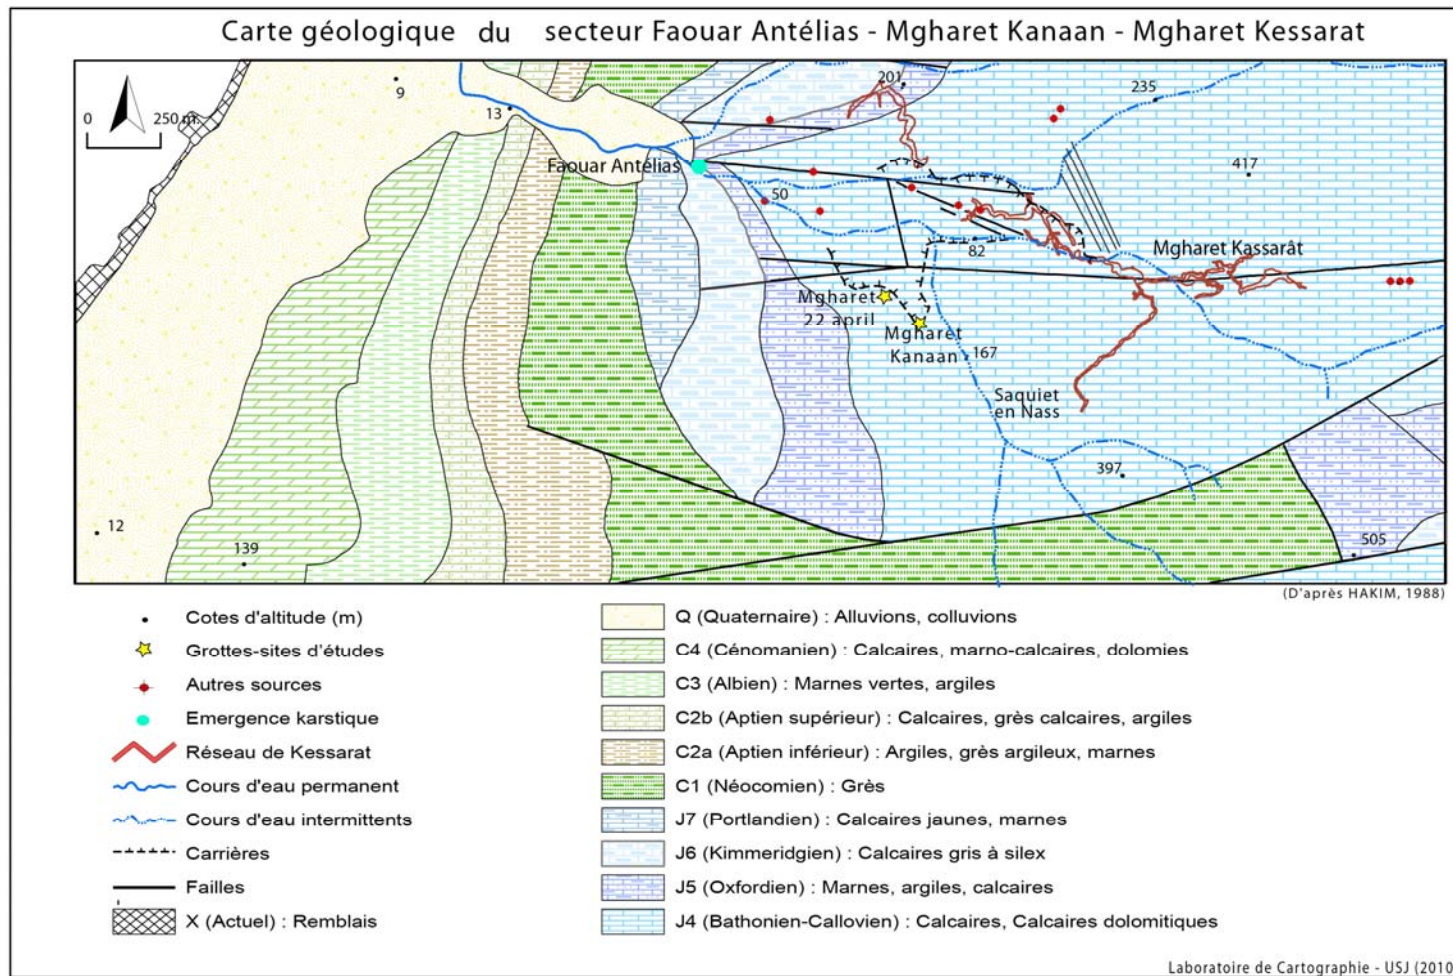 Carte géologique du secteur Faouar Antélias - Mgharet Kanaan - Mgharet Kessarat
0 250 m.
9
13
201
235
Faouar Antélias
417
50
82
Mgharet Kassarât
Mgharet
22 april
Mgharet
Kanaan
167
Saquiet
en Nass
397
12
139
505
(D'après HAKIM, 1988)
Cotes d'altitude (m)
Grottes-sites d'études
Autres sources
Emergence karstique
Réseau de Kessarat
Cours d'eau permanent
Cours d'eau intermittents
Carrières
Failles
X (Actuel) : Remblais
Q (Quaternaire) : Alluvions, colluvions
C4 (Cénomanien) : Calcaires, marno-calcaires, dolomies
C3 (Albien) : Marnes vertes, argiles
C2b (Aptien supérieur) : Calcaires, grès calcaires, argiles
C2a (Aptien inférieur) : Argiles, grès argileux, marnes
C1 (Néocomien) : Grès
J7 (Portlandien) : Calcaires jaunes, marnes
J6 (Kimmeridgien) : Calcaires gris à silex
J5 (Oxfordien) : Marnes, argiles, calcaires
J4 (Bathonien-Callovien) : Calcaires, Calcaires dolomitiques
Laboratoire de Cartographie - USJ (2010